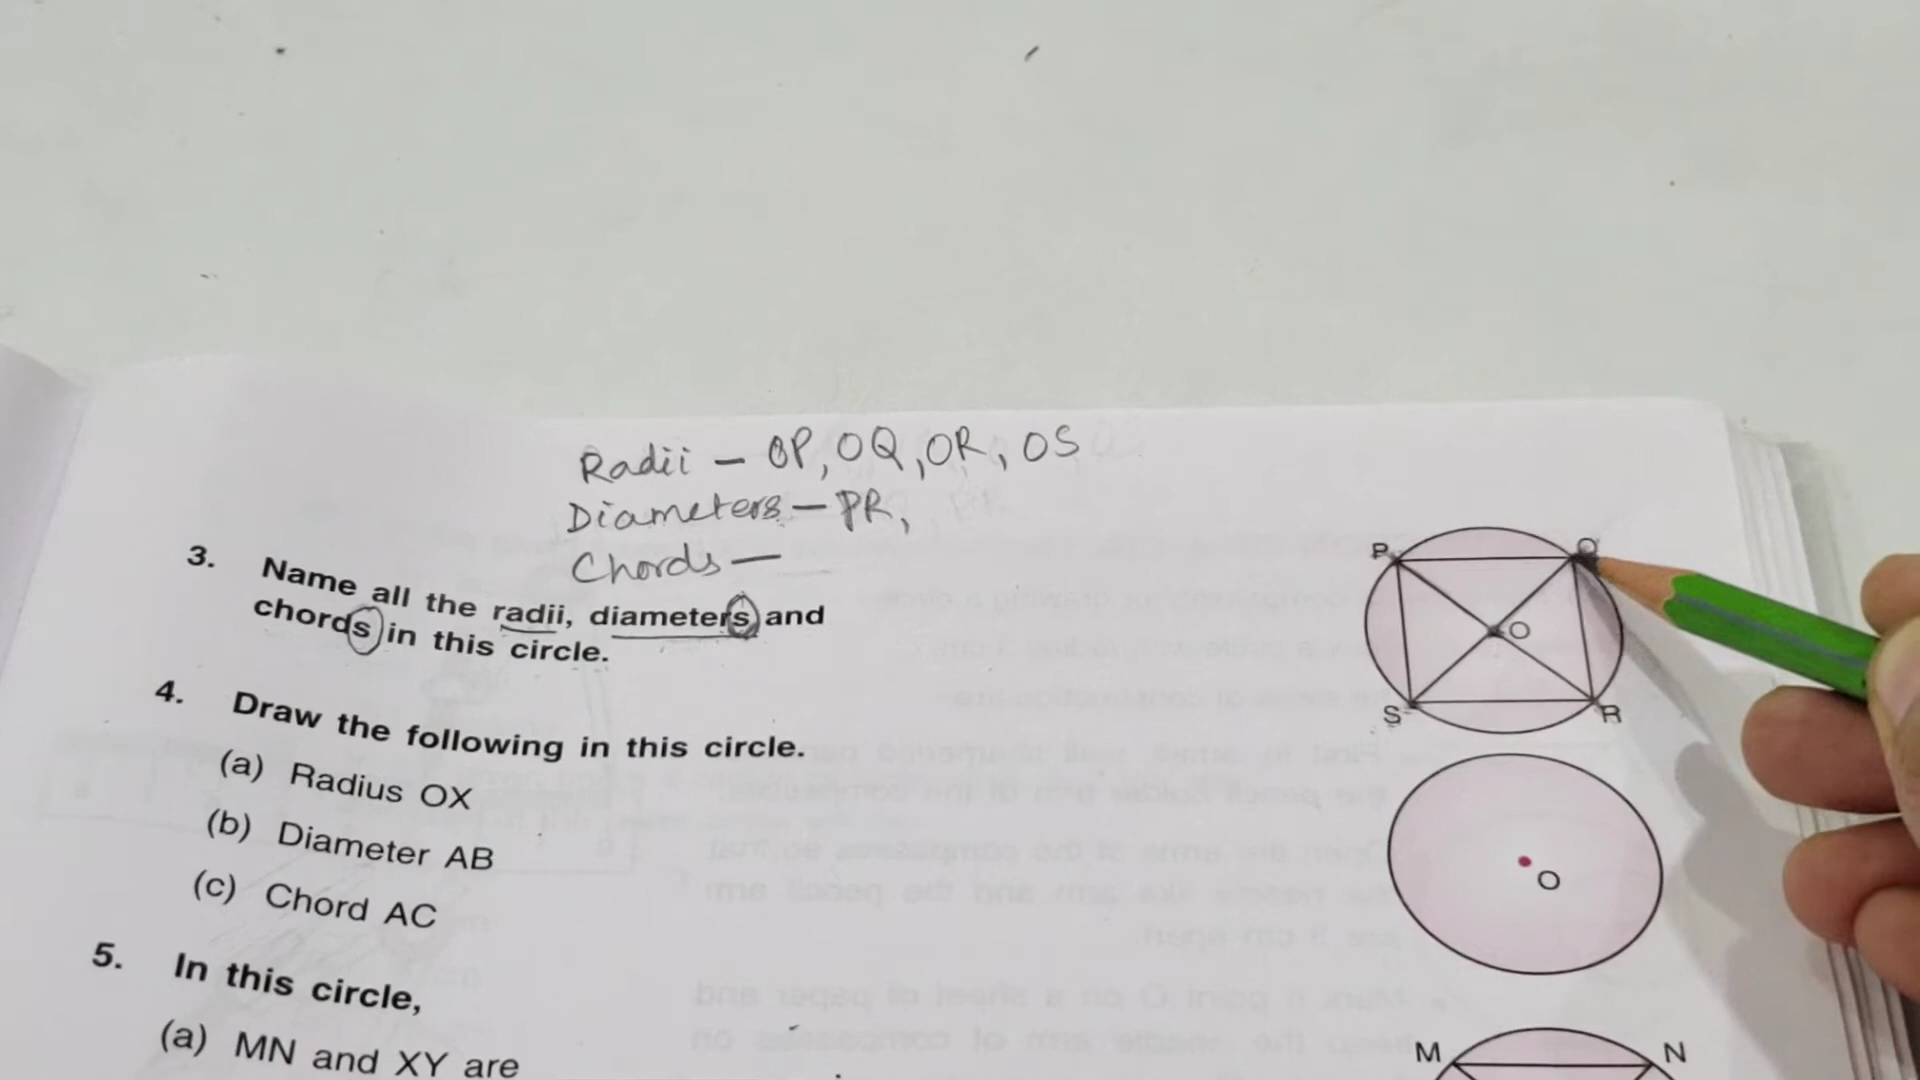 Radii - OP, OQ, OR, OS
Diameters - PR,
Chords -
3. Name all the radii, diameters and
chords in this circle.
P
Q
O
S
R
4. Draw the following in this circle.
(a) Radius OX
(b) Diameter AB
(c) Chord AC
O
5. In this circle,
(a) MN and XY are
M
N